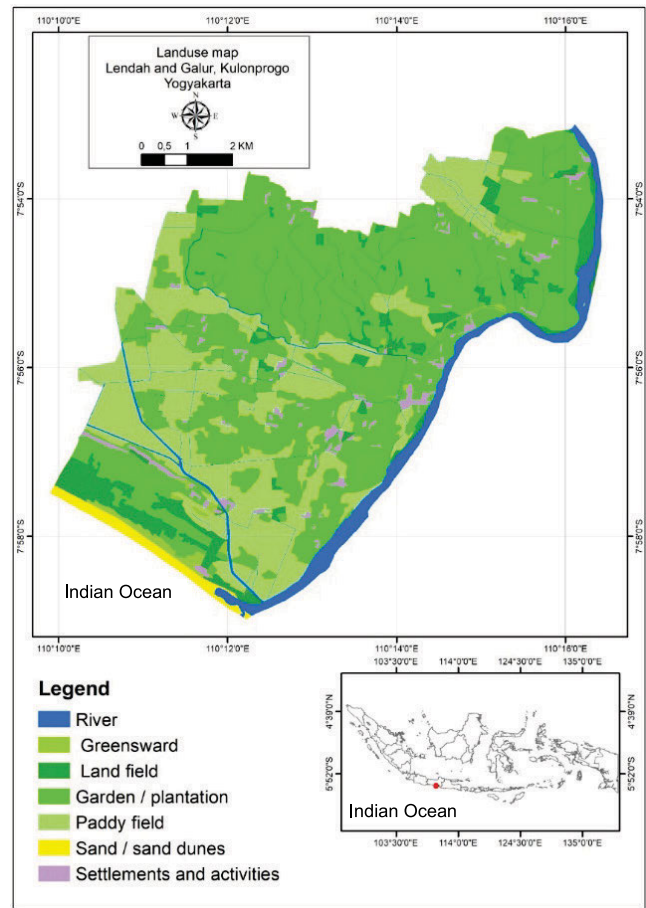 110°10'0"E 110°12'0"E 110°14'0"E 110°16'0"E
Landuse map
Lendah and Galur, Kulonprogo
Yogyakarta
N
W E
S
0 0,5 1 2 KM
7°54'0"S 7°54'0"S
7°56'0"S 7°56'0"S
7°58'0"S 7°58'0"S
Indian Ocean
110°10'0"E 110°12'0"E 110°14'0"E 110°16'0"E
Legend
River
Greensward
Land field
Garden / plantation
Paddy field
Sand / sand dunes
Settlements and activities
103°30'0"E 114°0'0"E 124°30'0"E 135°0'0"E
4°39'0"N 4°39'0"N
5°52'0"S 5°52'0"S
Indian Ocean
103°30'0"E 114°0'0"E 124°30'0"E 135°0'0"E